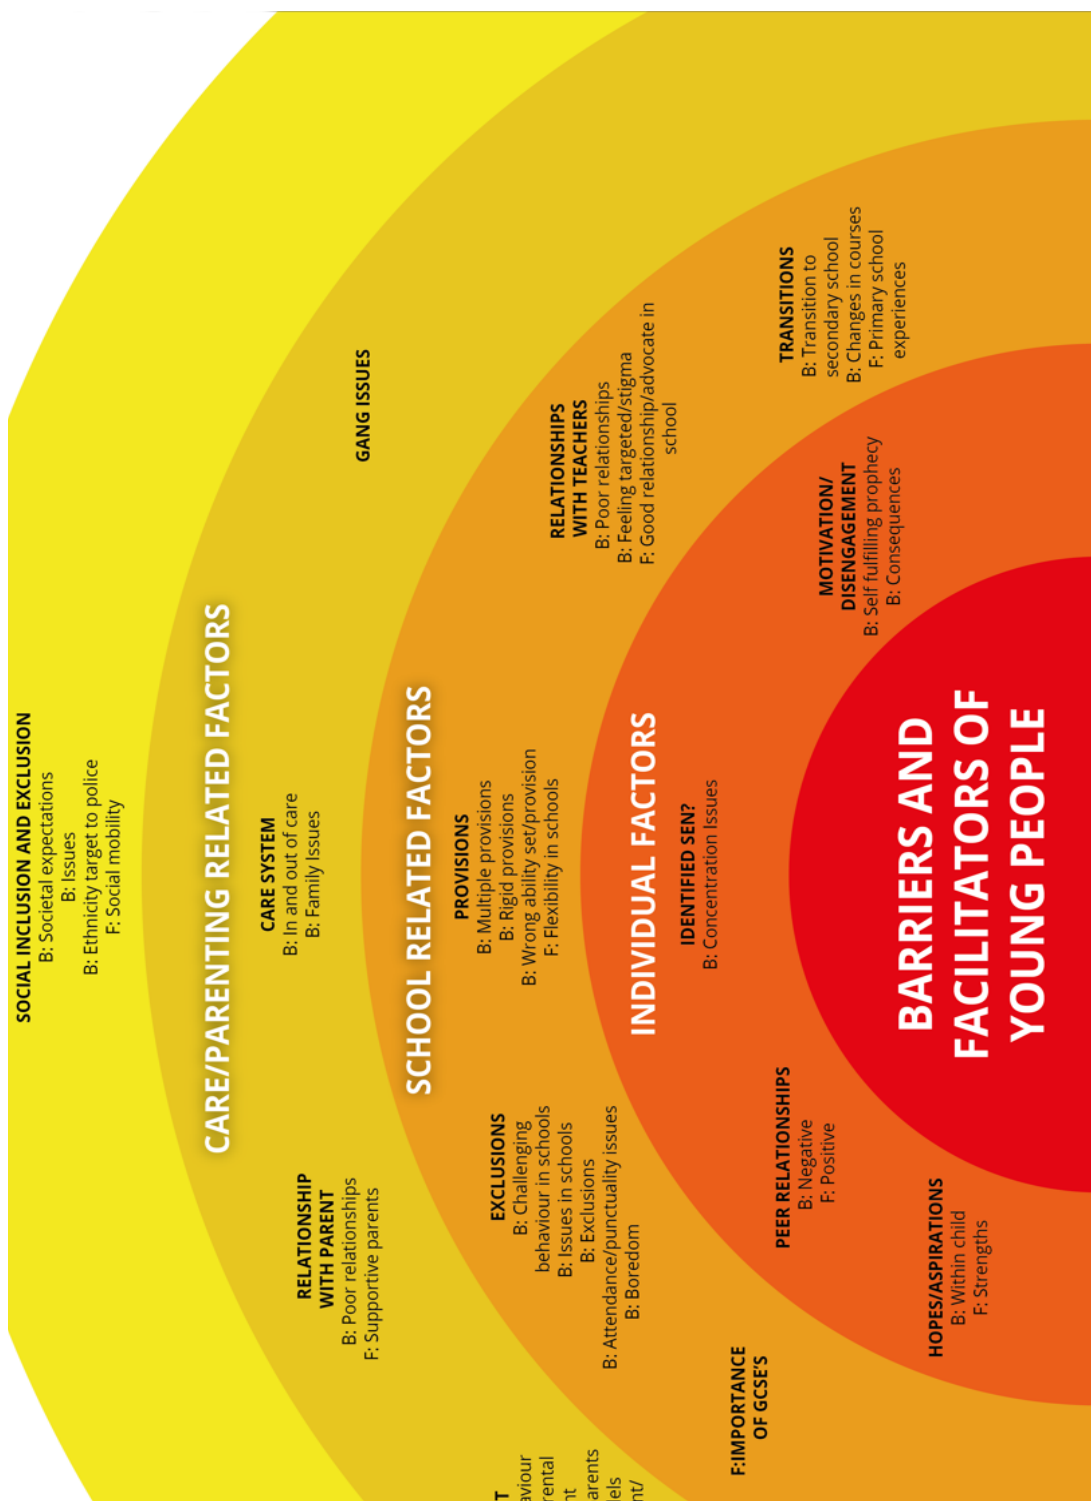 SOCIAL INCLUSION AND EXCLUSION
B: Societal expectations
B: Issues
B: Ethnicity target to police
F: Social mobility
CARE/PARENTING RELATED FACTORS
RELATIONSHIP
WITH PARENT
B: Poor relationships
F: Supportive parents
CARE SYSTEM
B: In and out of care
B: Family Issues
GANG ISSUES
SCHOOL RELATED FACTORS
EXCLUSIONS
B: Challenging
behaviour in schools
B: Issues in schools
B: Exclusions
B: Attendance/punctuality issues
B: Boredom
PROVISIONS
B: Multiple provisions
B: Rigid provisions
B: Wrong ability set/provision
F: Flexibility in schools
RELATIONSHIPS
WITH TEACHERS
B: Poor relationships
B: Feeling targeted/stigma
F: Good relationship/advocate in
school
F:IMPORTANCE
OF GCSE'S
TRANSITIONS
B: Transition to
secondary school
B: Changes in courses
F: Primary school
experiences
INDIVIDUAL FACTORS
IDENTIFIED SEN?
B: Concentration Issues
PEER RELATIONSHIPS
B: Negative
F: Positive
MOTIVATION/
DISENGAGEMENT
B: Self fulfilling prophecy
B: Consequences
HOPES/ASPIRATIONS
B: Within child
F: Strengths
BARRIERS AND
FACILITATORS OF
YOUNG PEOPLE